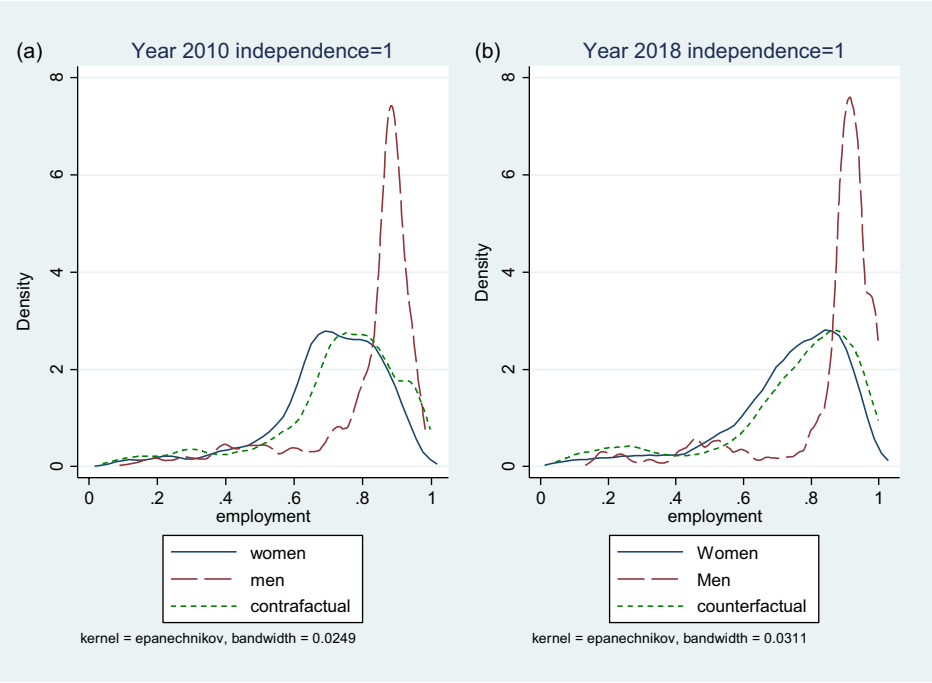 (a)
Year 2010 independence=1
8
6
4
2
0
Density
0 .2 .4 .6 .8 1
employment
women
men
contrafactual
kernel = epanechnikov, bandwidth = 0.0249
(b)
Year 2018 independence=1
8
6
4
2
0
Density
0 .2 .4 .6 .8 1
employment
Women
Men
counterfactual
kernel = epanechnikov, bandwidth = 0.0311